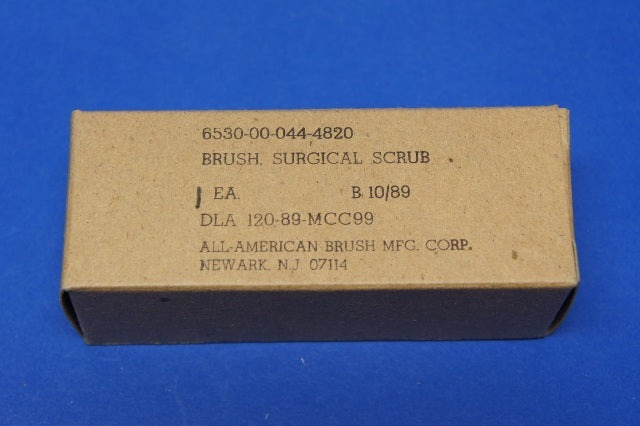 6530-00-044-4820
BRUSH, SURGICAL SCRUB
1 EA. B 10/89
DLA 120-89-MCC99
ALL-AMERICAN BRUSH MFG. CORP.
NEWARK, N.J. 07114